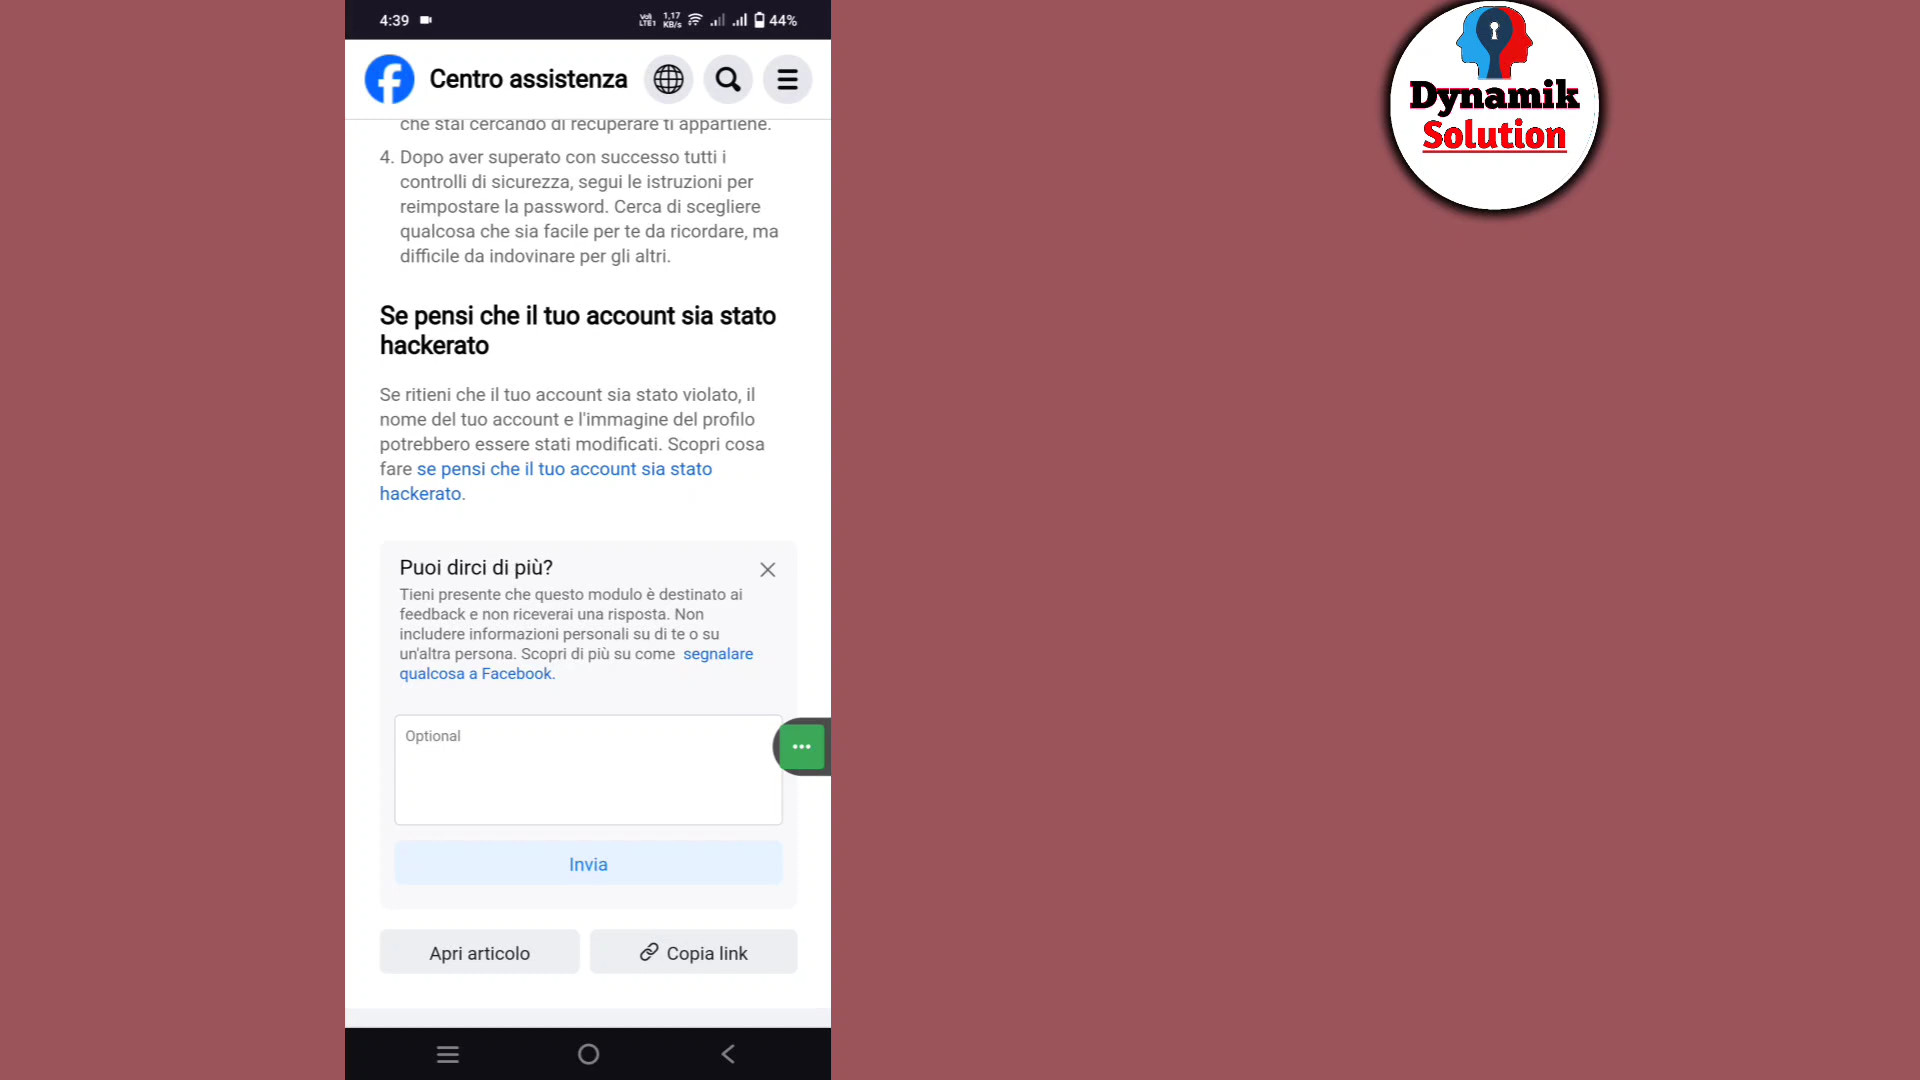 4:39
Voli LTE1 1,17 KB/s 44%
Centro assistenza
che stai cercando di recuperare ti appartiene.
4. Dopo aver superato con successo tutti i
controlli di sicurezza, segui le istruzioni per
reimpostare la password. Cerca di scegliere
qualcosa che sia facile per te da ricordare, ma
difficile da indovinare per gli altri.
Se pensi che il tuo account sia stato
hackerato
Se ritieni che il tuo account sia stato violato, il
nome del tuo account e l'immagine del profilo
potrebbero essere stati modificati. Scopri cosa
fare se pensi che il tuo account sia stato
hackerato.
Puoi dirci di più?
Tieni presente che questo modulo è destinato ai
feedback e non riceverai una risposta. Non
includere informazioni personali su di te o su
un'altra persona. Scopri di più su come segnalare
qualcosa a Facebook.
Optional
Invia
Apri articolo
Copia link
Dynamik
Solution